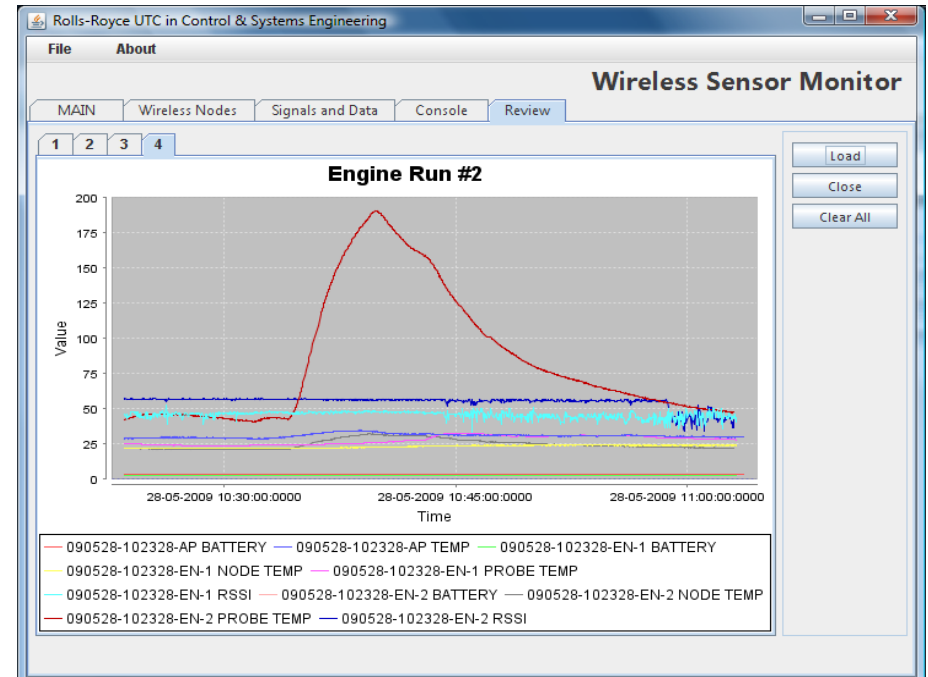 Rolls-Royce UTC in Control & Systems Engineering
File About
Wireless Sensor Monitor
MAIN Wireless Nodes Signals and Data Console Review
1 2 3 4
Load
Close
Clear All
Engine Run #2
200
175
150
125
100
75
50
25
0
Value
28-05-2009 10:30:00:0000 28-05-2009 10:45:00:0000 28-05-2009 11:00:00:0000
Time
090528-102328-AP BATTERY 090528-102328-AP TEMP 090528-102328-EN-1 BATTERY
090528-102328-EN-1 NODE TEMP 090528-102328-EN-1 PROBE TEMP
090528-102328-EN-1 RSSI 090528-102328-EN-2 BATTERY 090528-102328-EN-2 NODE TEMP
090528-102328-EN-2 PROBE TEMP 090528-102328-EN-2 RSSI